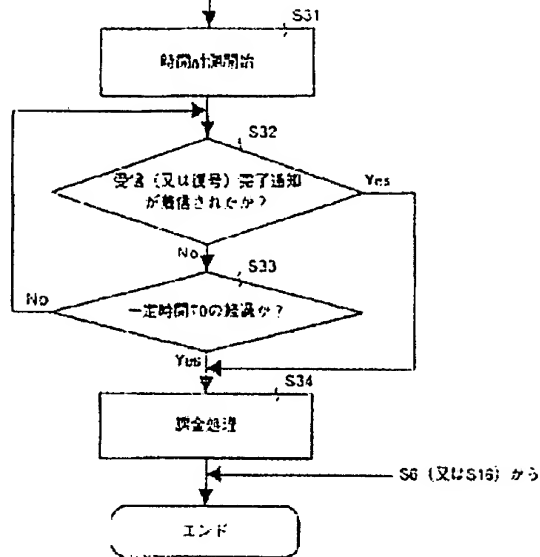 S31
時間計測開始
S32
受信（又は復号）完了通知
が着信されたか？
Yes
No
S33
一定時間T0の経過か？
No
Yes
S34
課金処理
S6（又はS16）から
エンド